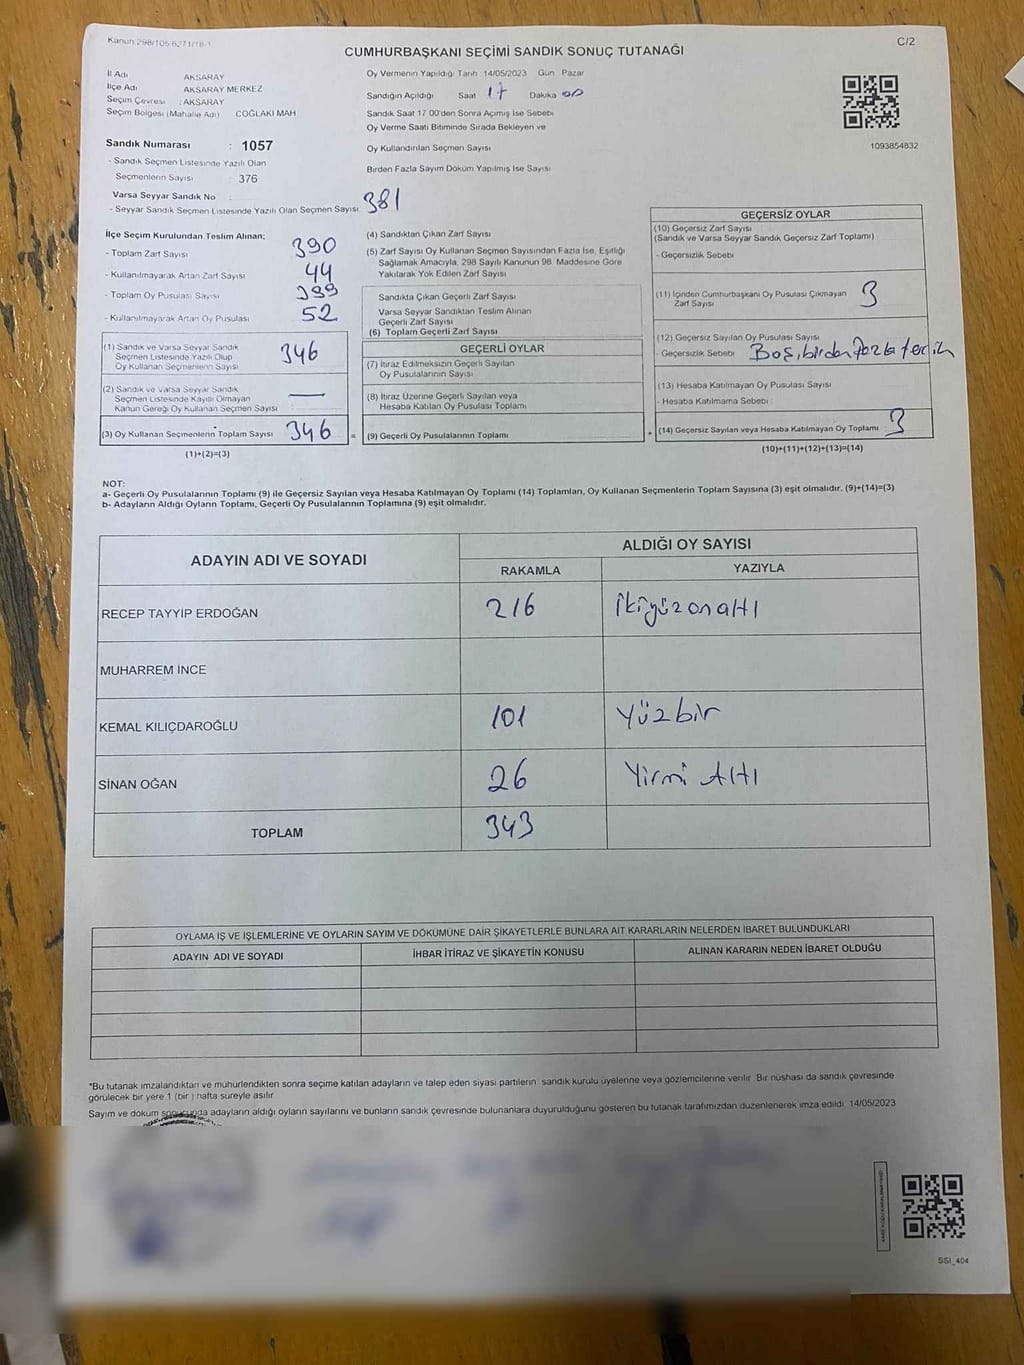 Kanun 298/105 6271/18-1
C/2
CUMHURBAŞKANI SEÇİMİ SANDIK SONUÇ TUTANAĞI
İl Adı AKSARAY
İlçe Adı AKSARAY MERKEZ
Seçim Çevresi : AKSARAY
Seçim Bölgesi (Mahalle Adı) COĞLAKI MAH
Sandık Numarası : 1057
- Sandık Seçmen Listesinde Yazılı Olan
Seçmenlerin Sayısı : 376
Varsa Seyyar Sandık No :
- Seyyar Sandık Seçmen Listesinde Yazılı Olan Seçmen Sayısı 381
Oy Vermenin Yapıldığı Tarih 14/05/2023 Gün Pazar
Sandığın Açıldığı Saat 17 Dakika 00
Sandık Saat 17 00'den Sonra Açımış İse Sebebi
Oy Verme Saati Bitiminde Sırada Bekleyen ve
Oy Kullandırılan Seçmen Sayısı
Birden Fazla Sayım Döküm Yapılmış İse Sayısı
1093854832
İlçe Seçim Kurulundan Teslim Alınan;
- Toplam Zarf Sayısı 390
- Kullanılmayarak Artan Zarf Sayısı 44
- Toplam Oy Pusulası Sayısı 399
- Kullanılmayarak Artan Oy Pusulası 52
(1) Sandık ve Varsa Seyyar Sandık
Seçmen Listesinde Yazılı Olup 346
Oy Kullanan Seçmenlerin Sayısı
(2) Sandık ve Varsa Seyyar Sandık
Seçmen Listesinde Kaydı Olmayan —
Kanun Gereği Oy Kullanan Seçmen Sayısı
(3) Oy Kullanan Seçmenlerin Toplam Sayısı 346 =
(1)+(2)=(3)
(4) Sandıktan Çıkan Zarf Sayısı
(5) Zarf Sayısı Oy Kullanan Seçmen Sayısından Fazla İse, Eşitliği
Sağlamak Amacıyla, 298 Sayılı Kanunun 98. Maddesine Göre
Yakılarak Yok Edilen Zarf Sayısı
Sandıkta Çıkan Geçerli Zarf Sayısı
Varsa Seyyar Sandıktan Teslim Alınan
Geçerli Zarf Sayısı
(6) Toplam Geçerli Zarf Sayısı
GEÇERLİ OYLAR
(7) İtiraz Edilmeksizin Geçerli Sayılan
Oy Pusulalarının Sayısı
(8) İtiraz Üzerine Geçerli Sayılan veya
Hesaba Katılan Oy Pusulası Toplamı
(9) Geçerli Oy Pusulalarının Toplamı +
GEÇERSİZ OYLAR
(10) Geçersiz Zarf Sayısı
(Sandık ve Varsa Seyyar Sandık Geçersiz Zarf Toplamı)
- Geçersizlik Sebebi
(11) İçinden Cumhurbaşkanı Oy Pusulası Çıkmayan 3
Zarf Sayısı
(12) Geçersiz Sayılan Oy Pusulası Sayısı
- Geçersizlik Sebebi Boş, birden fazla tercih
(13) Hesaba Katılmayan Oy Pusulası Sayısı
- Hesaba Katılmama Sebebi :
(14) Geçersiz Sayılan veya Hesaba Katılmayan Oy Toplamı : 3
(10)+(11)+(12)+(13)=(14)
NOT:
a- Geçerli Oy Pusulalarının Toplamı (9) ile Geçersiz Sayılan veya Hesaba Katılmayan Oy Toplamı (14) Toplamları, Oy Kullanan Seçmenlerin Toplam Sayısına (3) eşit olmalıdır. (9)+(14)=(3)
b- Adayların Aldığı Oyların Toplamı, Geçerli Oy Pusulalarının Toplamına (9) eşit olmalıdır.
ADAYIN ADI VE SOYADI ALDIĞI OY SAYISI
RAKAMLA YAZIYLA
RECEP TAYYİP ERDOĞAN 216 ikiyüzonaltı
MUHARREM İNCE
KEMAL KILIÇDAROĞLU 101 Yüzbir
SİNAN OĞAN 26 Yirmi Altı
TOPLAM 343
OYLAMA İŞ VE İŞLEMLERİNE VE OYLARIN SAYIM VE DÖKÜMÜNE DAİR ŞİKAYETLERLE BUNLARA AİT KARARLARIN NELERDEN İBARET BULUNDUKLARI
ADAYIN ADI VE SOYADI İHBAR İTİRAZ VE ŞİKAYETİN KONUSU ALINAN KARARIN NEDEN İBARET OLDUĞU
*Bu tutanak imzalandıktan ve mühürlendikten sonra seçime katılan adayların ve talep eden siyasi partilerin sandık kurulu üyelerine veya gözlemcilerine verilir. Bir nüshası da sandık çevresinde
görülecek bir yere 1 (bir ) hafta süreyle asılır
Sayım ve döküm sonucunda adayların aldığı oyların sayılarını ve bunların sandık çevresinde bulunanlara duyurulduğunu gösteren bu tutanak tarafımızdan düzenlenerek imza edildi. 14/05/2023
SSI_404